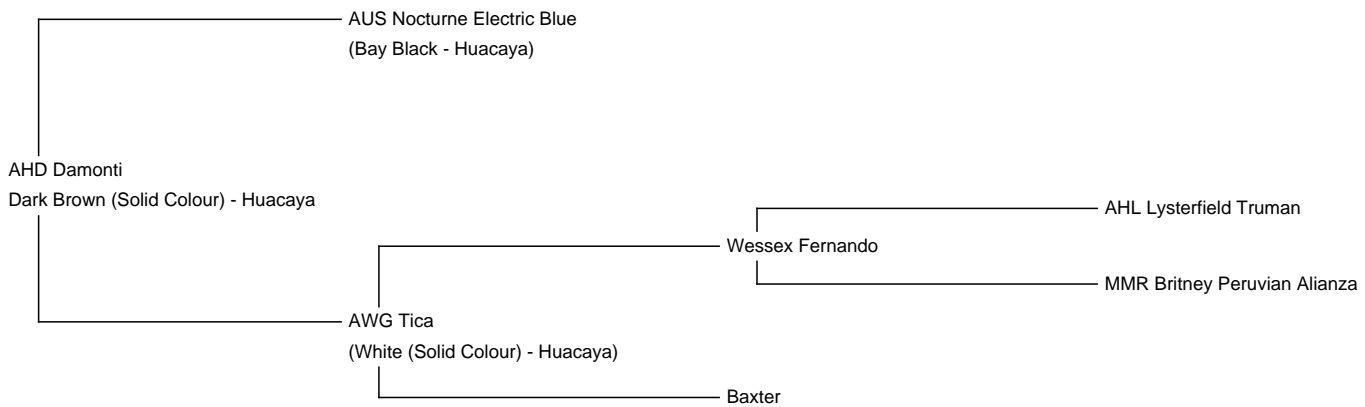 AUS Nocturne Electric Blue
(Bay Black - Huacaya)
AHD Damonti
Dark Brown (Solid Colour) - Huacaya
AHL Lysterfield Truman
Wessex Fernando
MMR Britney Peruvian Alianza
AWG Tica
(White (Solid Colour) - Huacaya)
Baxter